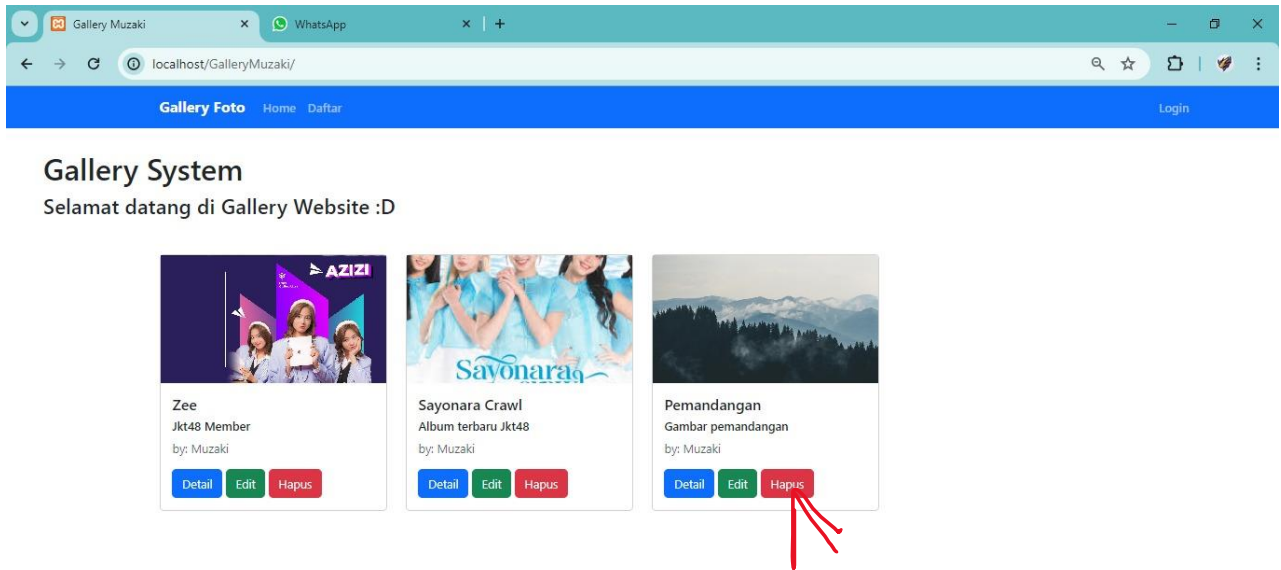 Gallery Muzaki
WhatsApp
localhost/GalleryMuzaki/
Gallery Foto Home Daftar Login
Gallery System
Selamat datang di Gallery Website :D
AZIZI
Sayonara
Zee
Jkt48 Member
by: Muzaki
Detail Edit Hapus
Sayonara Crawl
Album terbaru Jkt48
by: Muzaki
Detail Edit Hapus
Pemandangan
Gambar pemandangan
by: Muzaki
Detail Edit Hapus